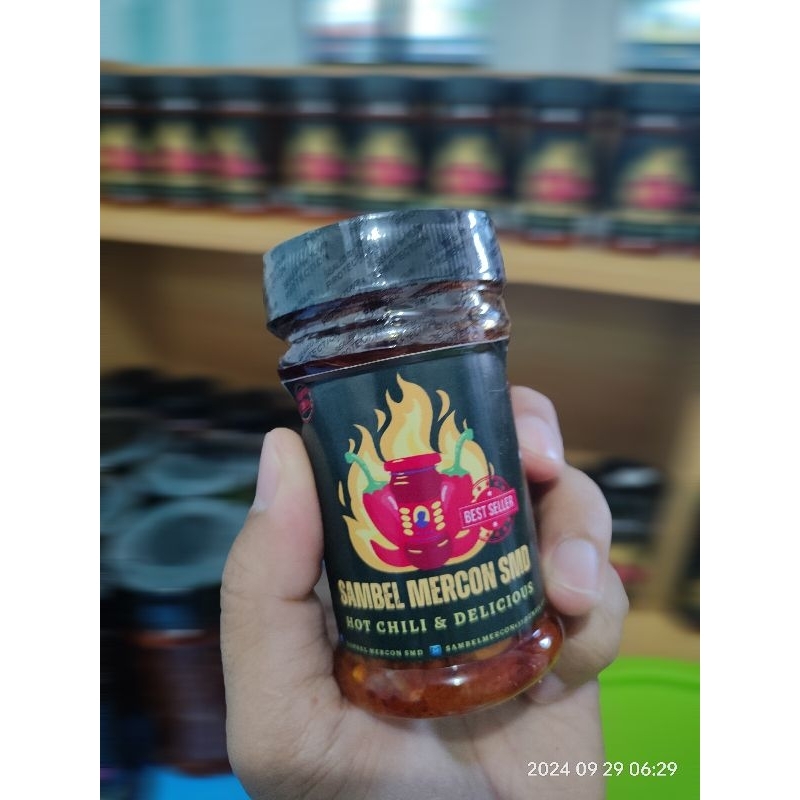 BEST SELLER
SAMBEL MERCON SMD
HOT CHILI & DELICIOUS
SAMBEL MERCON SMD
2024 09 29 06:29